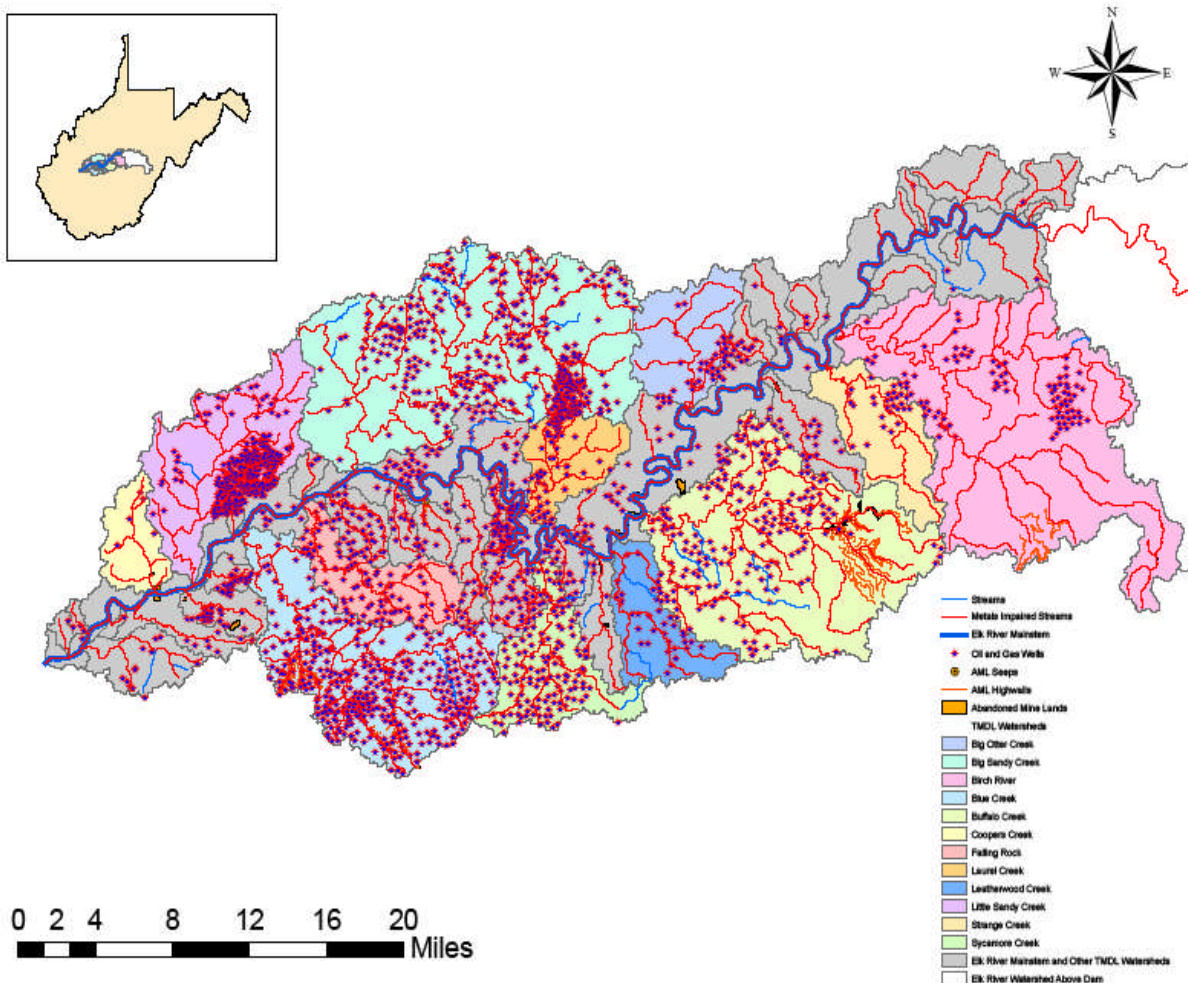 N
W E
S
Streams
Metals Impaired Streams
Elk River Mainstem
Oil and Gas Wells
AML Seeps
AML Highwalls
Abandoned Mine Lands
TMDL Watersheds
Big Otter Creek
Big Sandy Creek
Birch River
Blue Creek
Buffalo Creek
Coopers Creek
Falling Rock
Laurel Creek
Leatherwood Creek
Little Sandy Creek
Strange Creek
Sycamore Creek
Elk River Mainstem and Other TMDL Watersheds
Elk River Watershed Above Dam
0 2 4 8 12 16 20
Miles